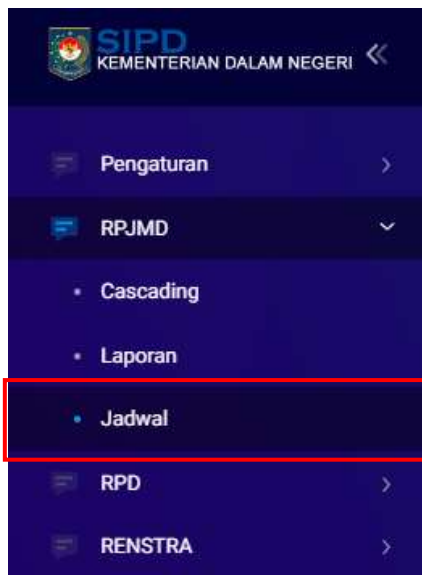 SIPD
KEMENTERIAN DALAM NEGERI
Pengaturan
RPJMD
Cascading
Laporan
Jadwal
RPD
RENSTRA